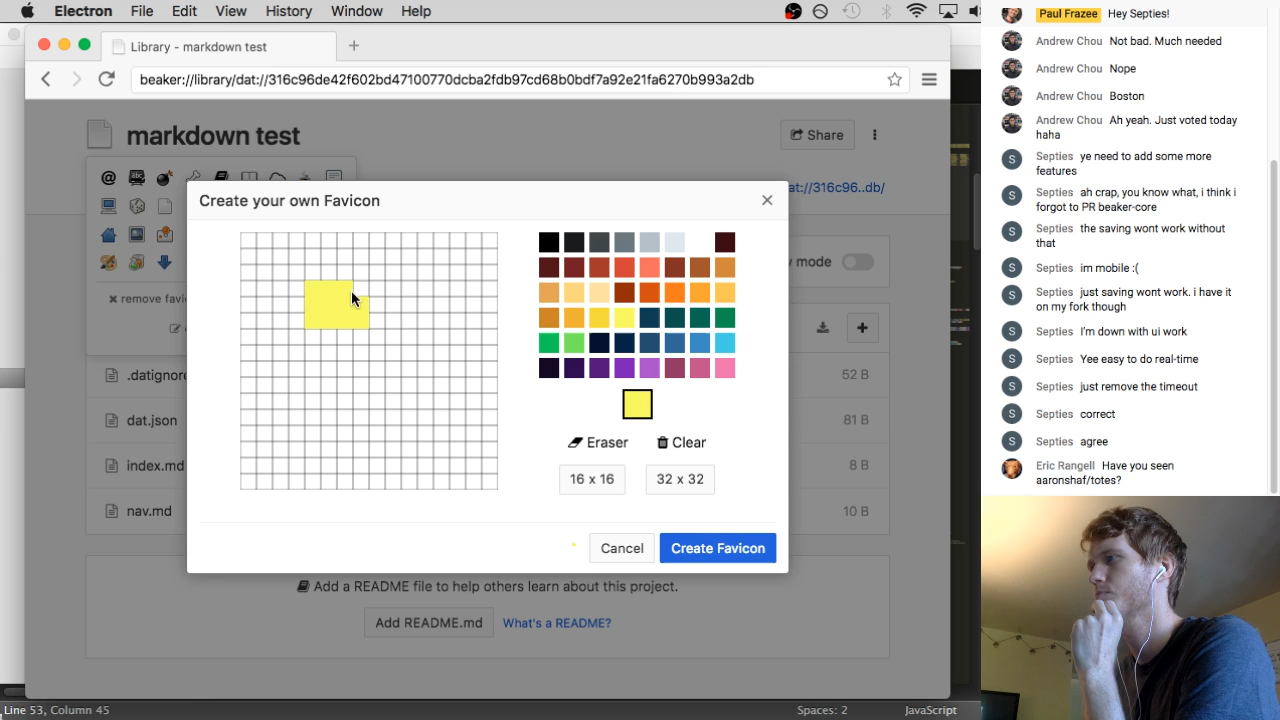 Electron File Edit View History Window Help
Library - markdown test
beaker://library/dat://316c96de42f602bd47100770dcba2fdb97cd68b0bdf7a92e21fa6270b993a2db
markdown test
Share
Create your own Favicon
at://316c96..db/
y mode
remove favi
.datignore
52 B
dat.json
81 B
index.md
8 B
nav.md
10 B
Eraser
Clear
16 x 16
32 x 32
Cancel
Create Favicon
Add a README file to help others learn about this project.
Add README.md
What's a README?
Line 53, Column 45
Spaces: 2
JavaScript
Paul Frazee Hey Septies!
Andrew Chou Not bad. Much needed
Andrew Chou Nope
Andrew Chou Boston
Andrew Chou Ah yeah. Just voted today
haha
S Septies ye need to add some more
features
S Septies ah crap, you know what, i think i
forgot to PR beaker-core
S Septies the saving wont work without
that
S Septies im mobile :(
S Septies just saving wont work. i have it
on my fork though
S Septies I'm down with ui work
S Septies Yee easy to do real-time
S Septies just remove the timeout
S Septies correct
S Septies agree
Eric Rangell Have you seen
aaronshaf/totes?